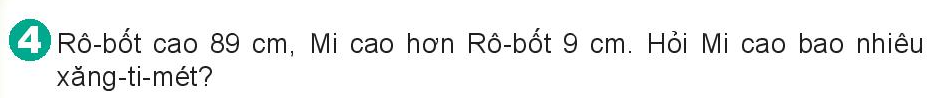 4 Rô-bốt cao 89 cm, Mi cao hơn Rô-bốt 9 cm. Hỏi Mi cao bao nhiêu
xăng-ti-mét?